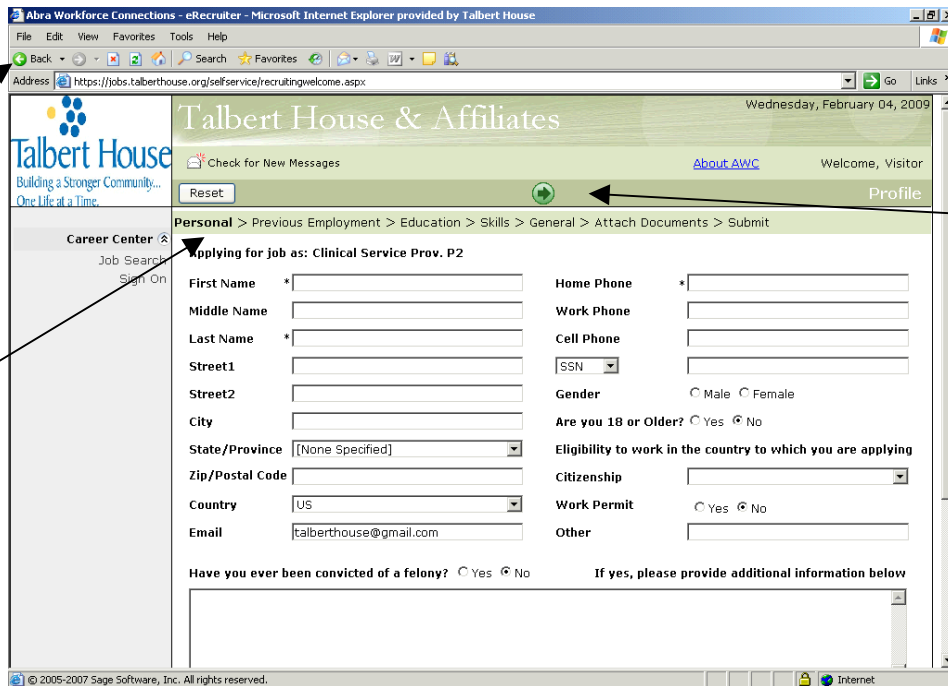 Abra Workforce Connections - eRecruiter - Microsoft Internet Explorer provided by Talbert House
File Edit View Favorites Tools Help
Back Search Favorites
Address https://jobs.talberthouse.org/selfservice/recruitingwelcome.aspx Go Links
Talbert House
Building a Stronger Community...
One Life at a Time.
Talbert House & Affiliates
Wednesday, February 04, 2009
Check for New Messages About AWC Welcome, Visitor
Reset Profile
Personal > Previous Employment > Education > Skills > General > Attach Documents > Submit
Career Center
Job Search
Sign On
Applying for job as: Clinical Service Prov. P2
First Name * Home Phone *
Middle Name Work Phone
Last Name * Cell Phone
Street1 SSN
Street2 Gender Male Female
City Are you 18 or Older? Yes No
State/Province [None Specified] Eligibility to work in the country to which you are applying
Zip/Postal Code Citizenship
Country US Work Permit Yes No
Email talberthouse@gmail.com Other
Have you ever been convicted of a felony? Yes No If yes, please provide additional information below
© 2005-2007 Sage Software, Inc. All rights reserved. Internet